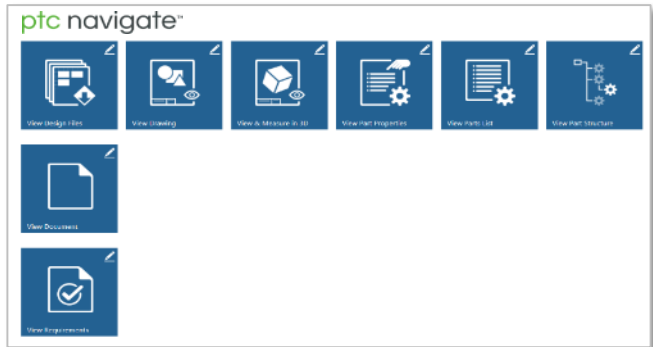 ptc navigate™
View Design Files
View Drawing
View & Measure in 3D
View Part Properties
View Parts List
View Part Structure
View Document
View Requirements